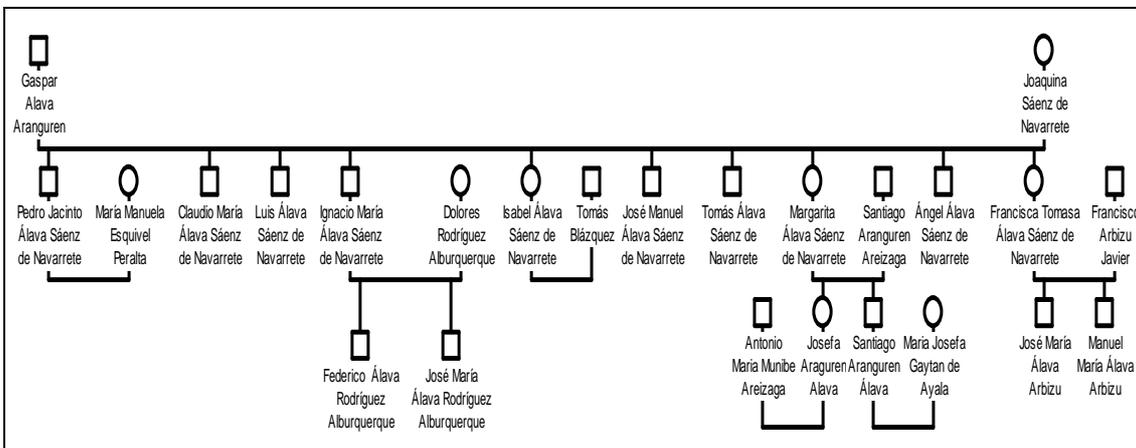 Gaspar
Alava
Aranguren
Joaquina
Sáenz de
Navarrete
Pedro Jacinto
Álava Sáenz
de Navarrete
María Manuela
Esquivel
Peralta
Claudio María
Álava Sáenz
de Navarrete
Luis Álava
Sáenz de
Navarrete
Ignacio María
Álava Sáenz
de Navarrete
Dolores
Rodríguez
Alburquerque
Isabel Álava
Sáenz de
Navarrete
Tomás
Blázquez
José Manuel
Álava Sáenz
de Navarrete
Tomás Álava
Sáenz de
Navarrete
Margarita
Álava Sáenz
de Navarrete
Santiago
Aranguren
Areizaga
Ángel Álava
Sáenz de
Navarrete
Francisca Tomasa
Álava Sáenz de
Navarrete
Francisco
Arbizu
Javier
Federico Álava
Rodríguez
Alburquerque
José María
Álava Rodríguez
Alburquerque
Antonio
Maria Munibe
Areizaga
Josefa
Araguren
Alava
Santiago
Aranguren
Álava
Maria Josefa
Gaytan de
Ayala
José María
Álava
Arbizu
Manuel
María Álava
Arbizu